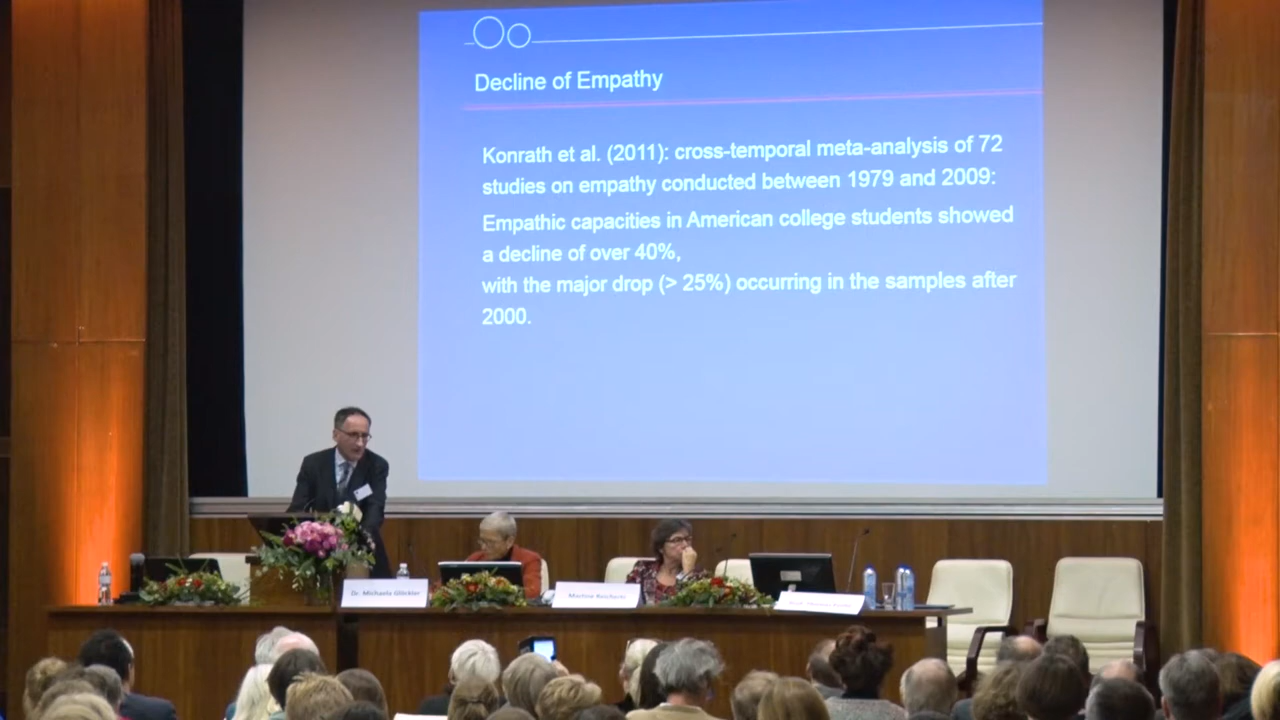 Decline of Empathy
Konrath et al. (2011): cross-temporal meta-analysis of 72
studies on empathy conducted between 1979 and 2009:
Empathic capacities in American college students showed
a decline of over 40%,
with the major drop (> 25%) occurring in the samples after
2000.
Dr. Michaela Glöckler
Martina